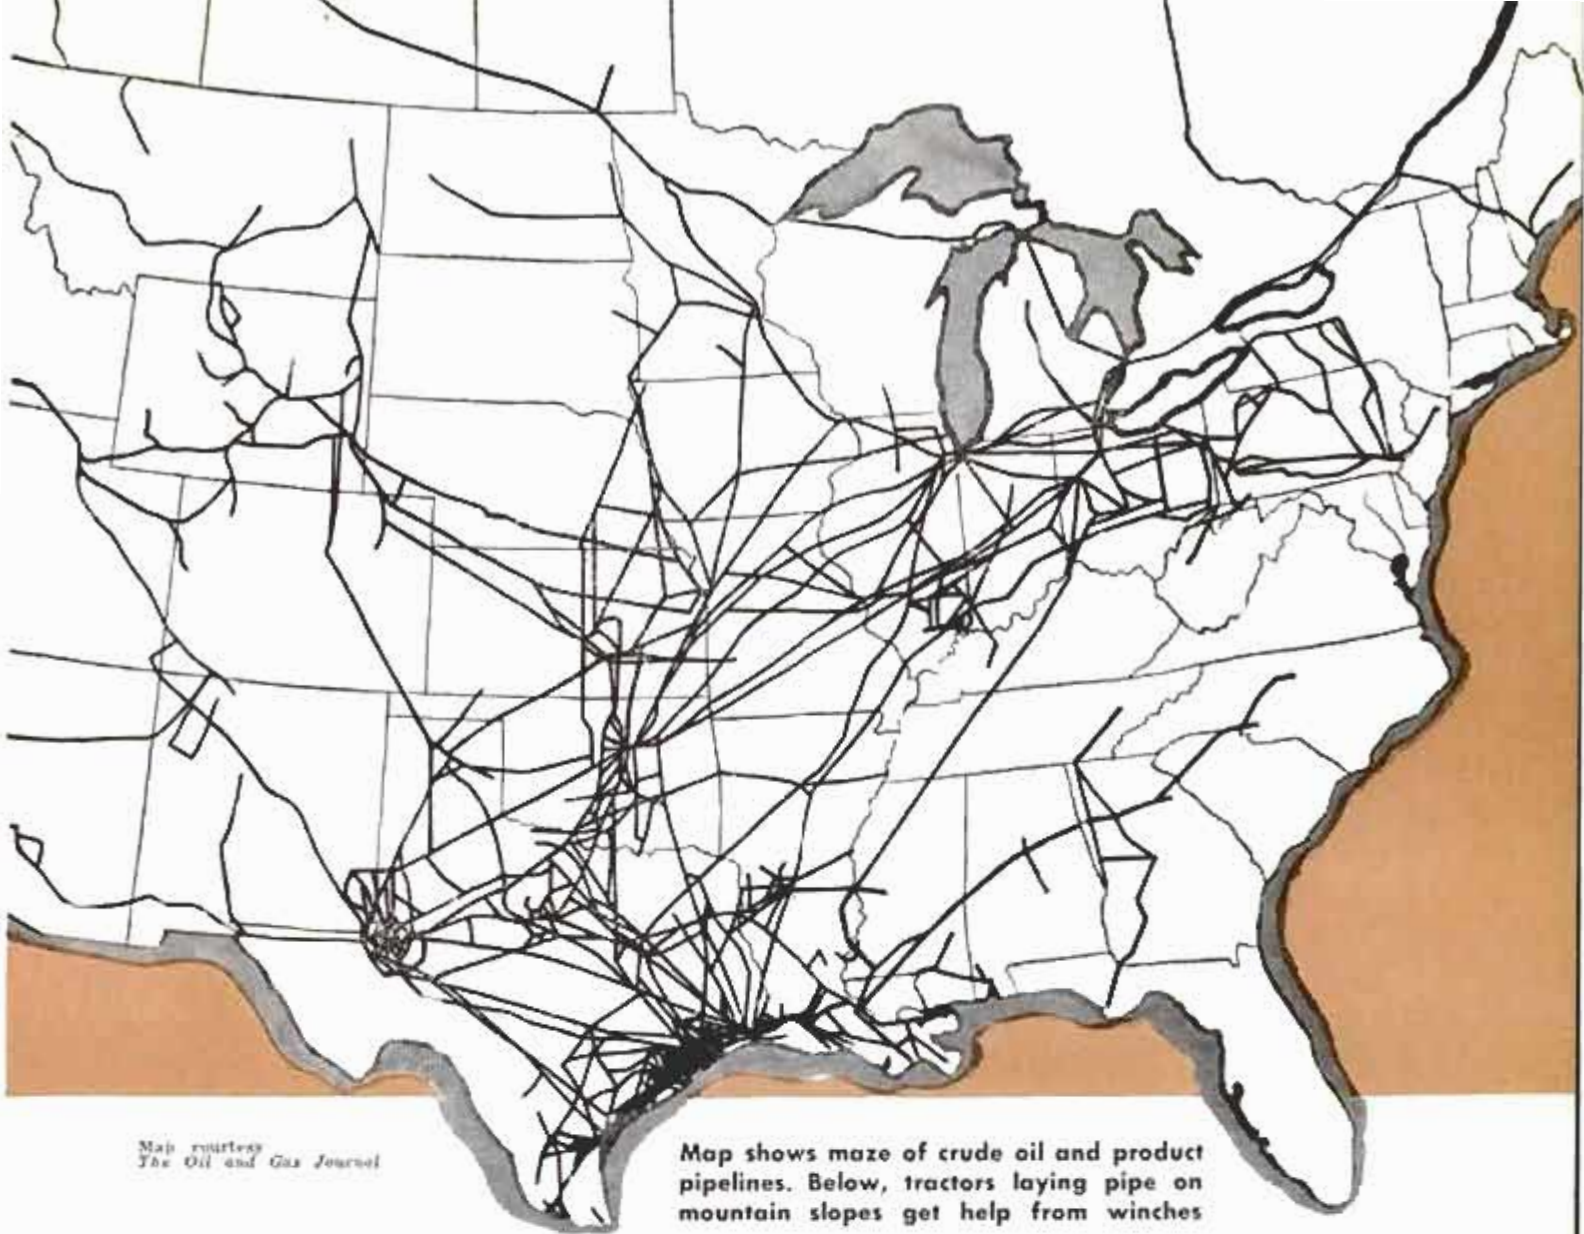 Map courtesy
The Oil and Gas Journal
Map shows maze of crude oil and product
pipelines. Below, tractors laying pipe on
mountain slopes get help from winches